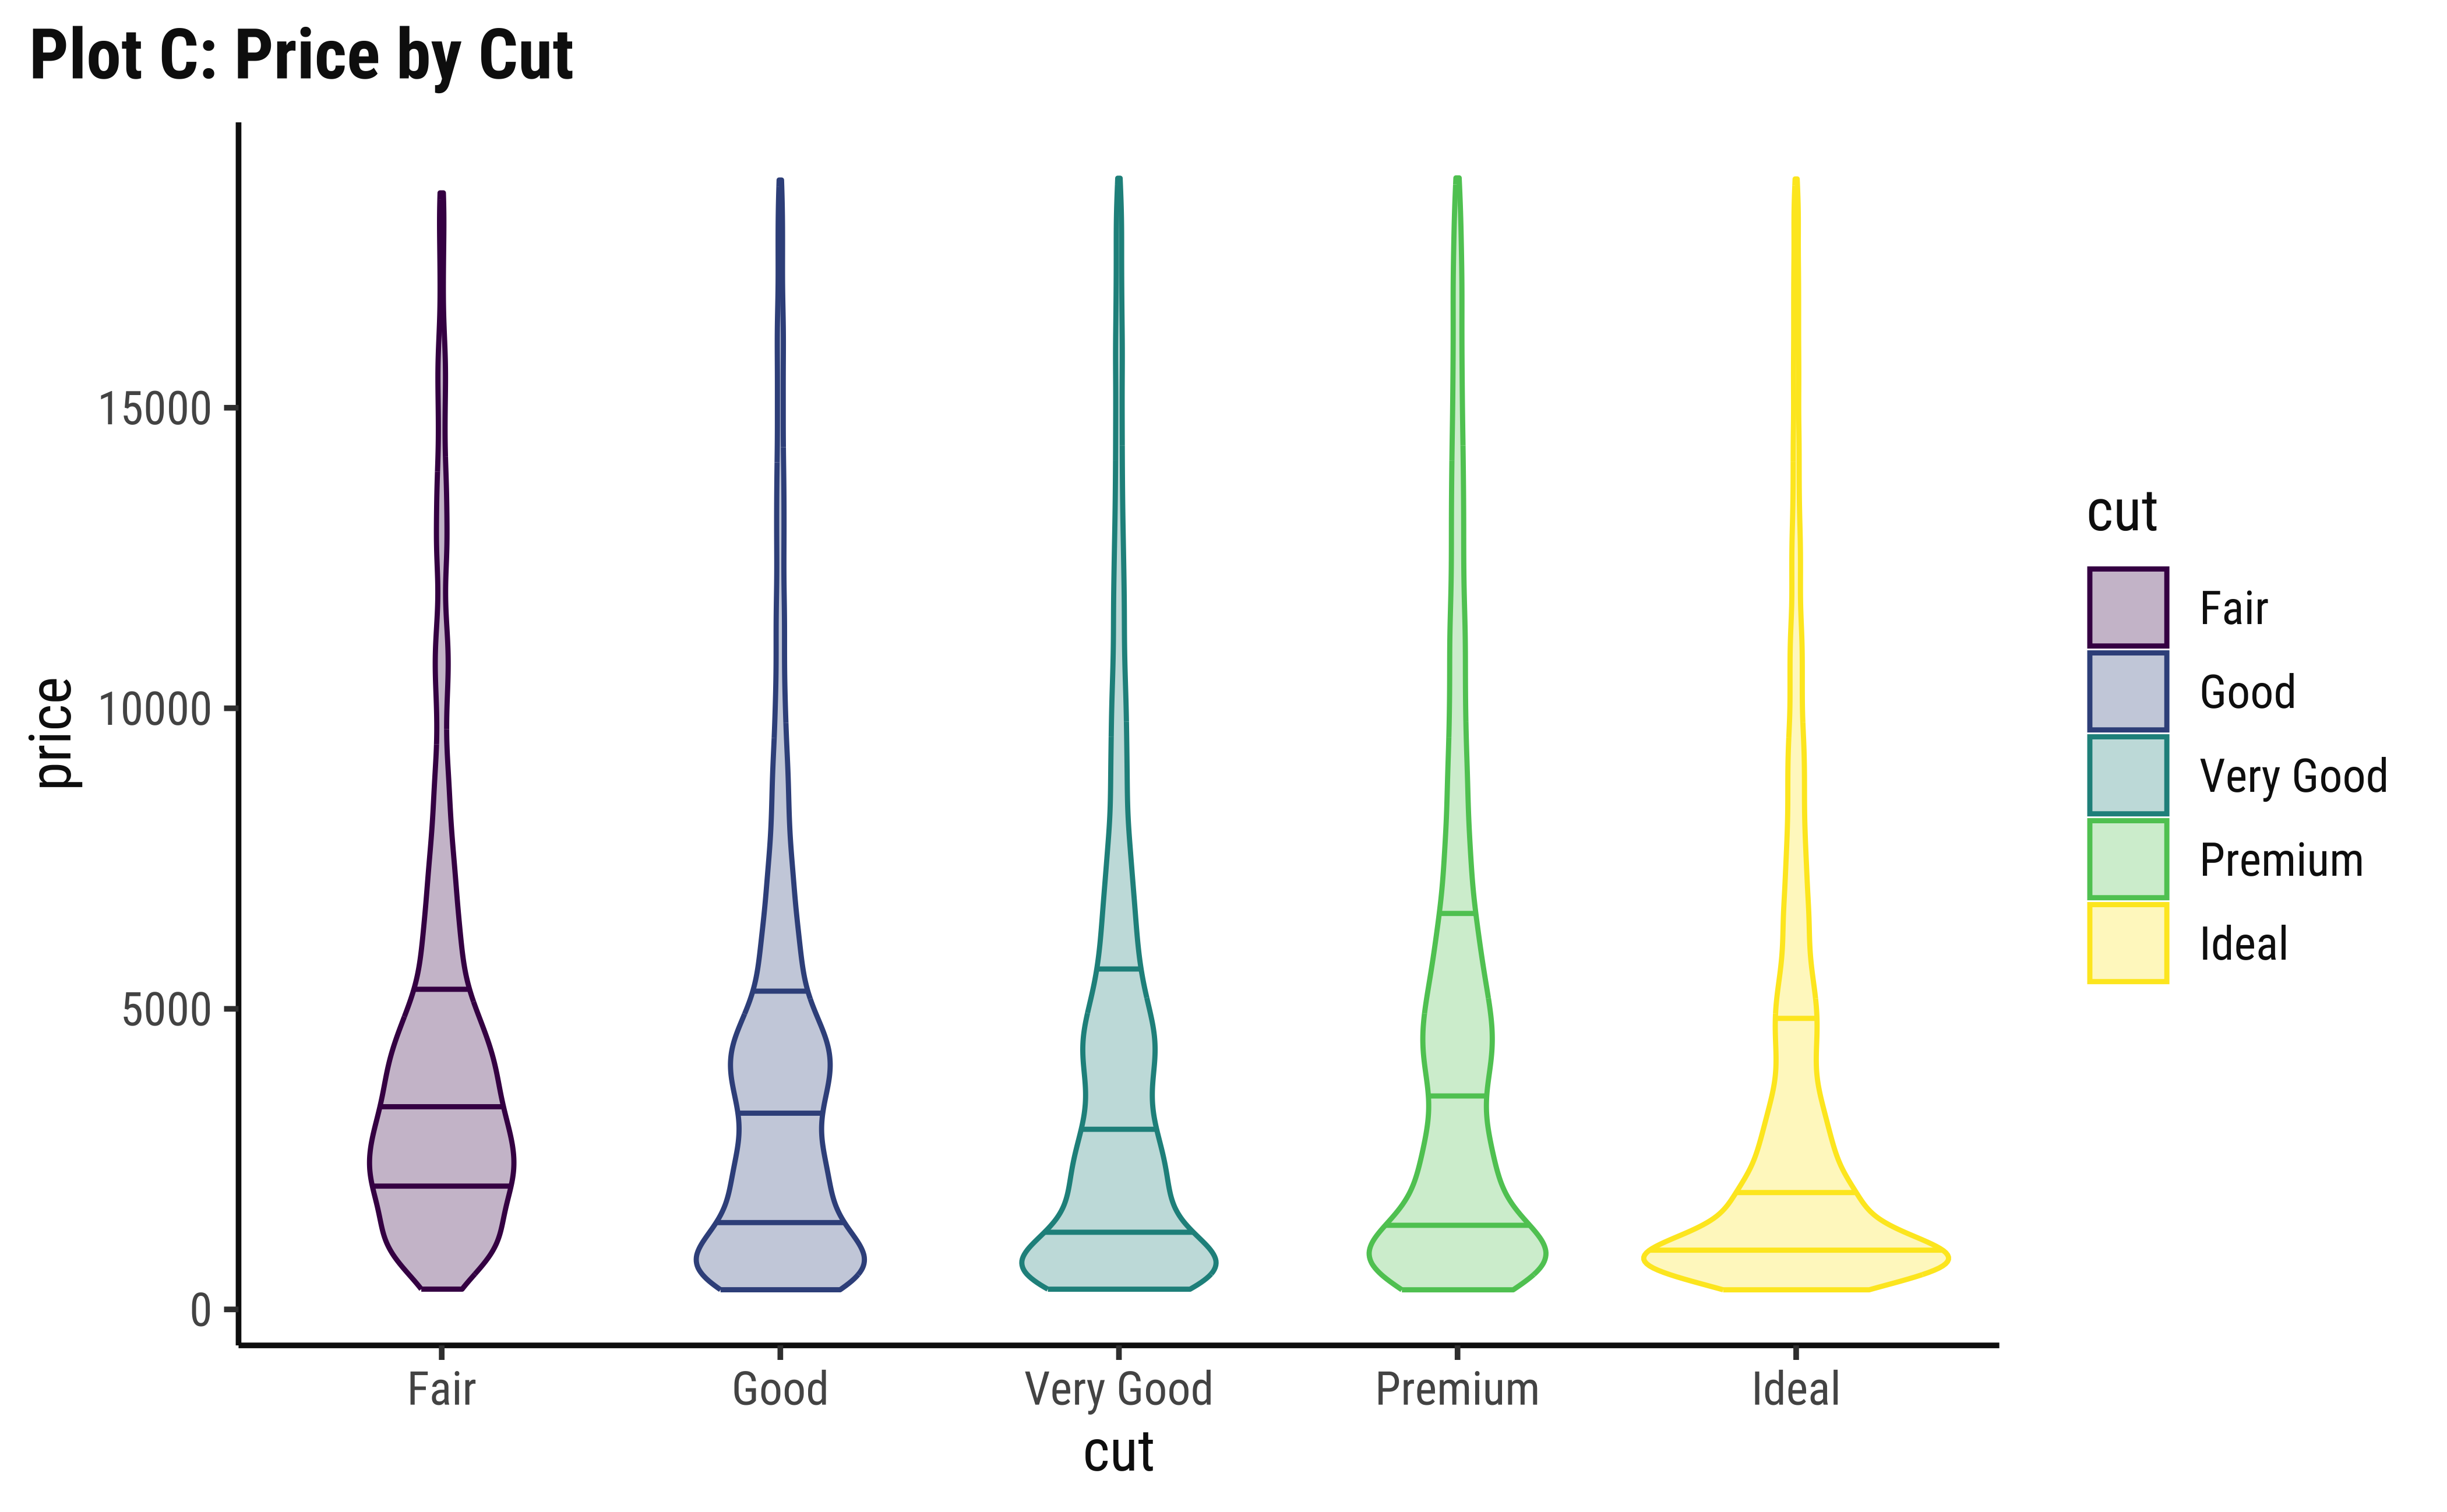 Plot C: Price by Cut
price
15000
10000
5000
0
Fair
Good
Very Good
Premium
Ideal
cut
cut
Fair
Good
Very Good
Premium
Ideal